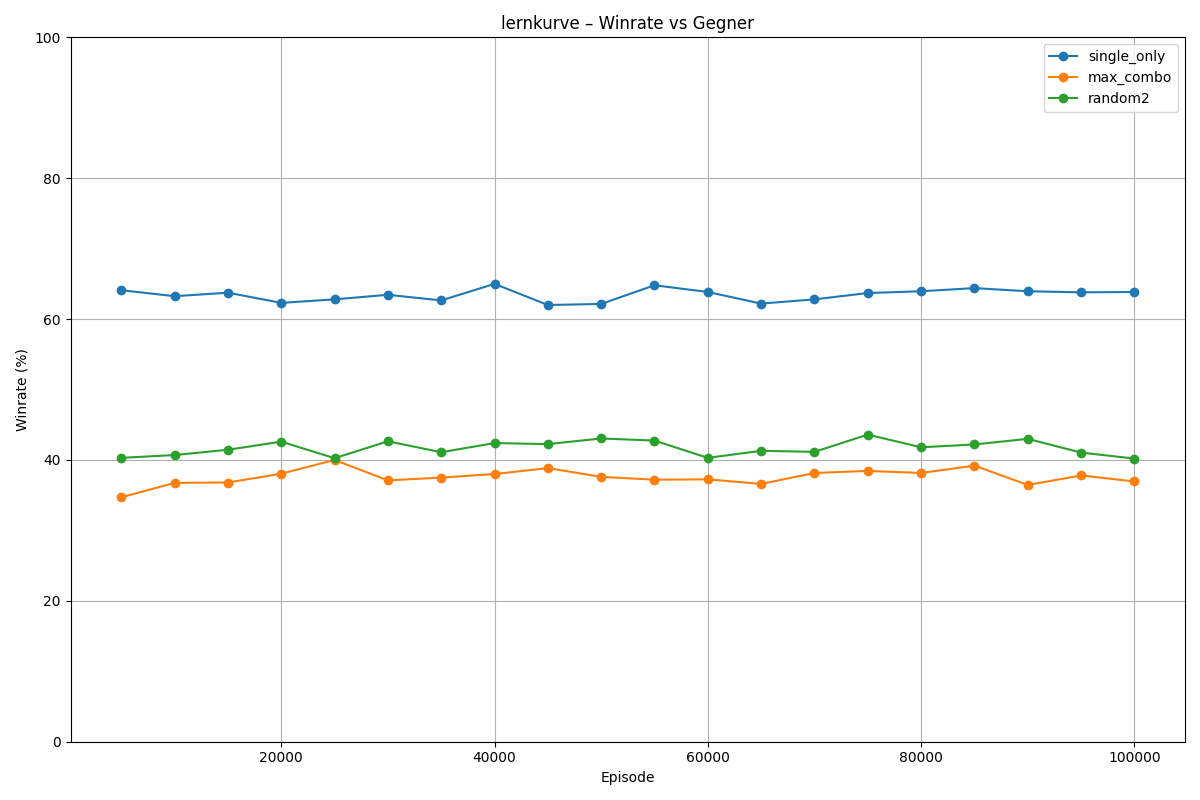 lernkurve – Winrate vs Gegner
single_only
max_combo
random2
Winrate (%)
100
80
60
40
20
0
20000
40000
60000
80000
100000
Episode